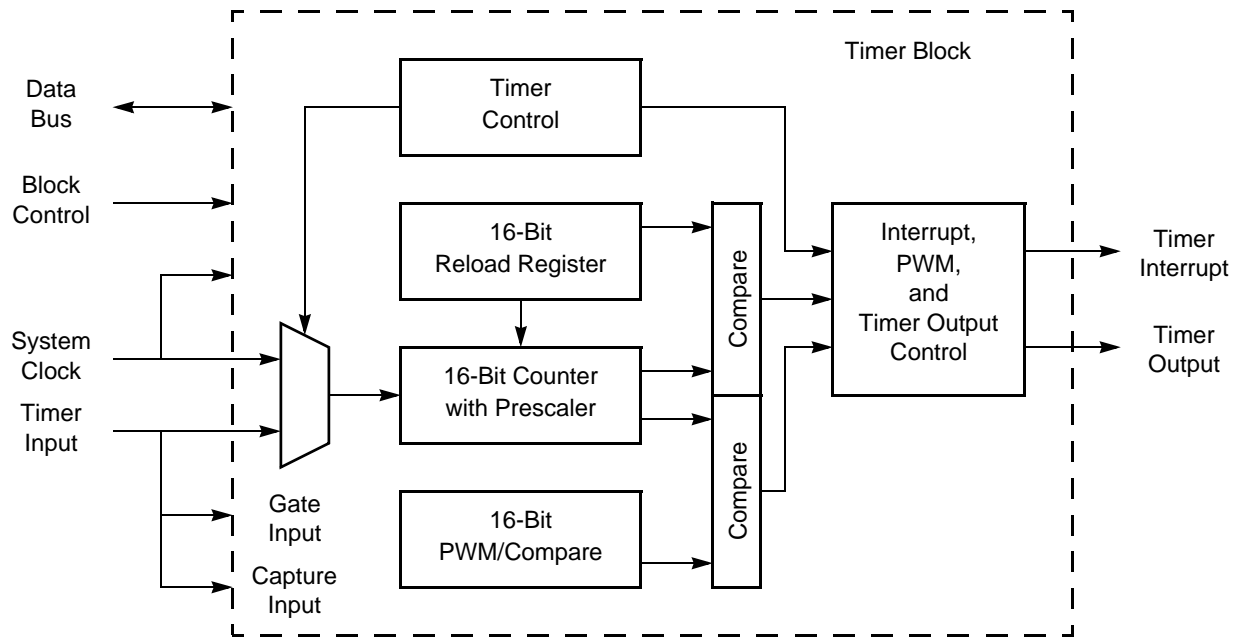 Timer Block
Data
Bus
Timer
Control
Block
Control
16-Bit
Reload Register
Compare
Interrupt,
PWM,
and
Timer Output
Control
Timer
Interrupt
System
Clock
16-Bit Counter
with Prescaler
Timer
Output
Timer
Input
Compare
Gate
Input
16-Bit
PWM/Compare
Capture
Input